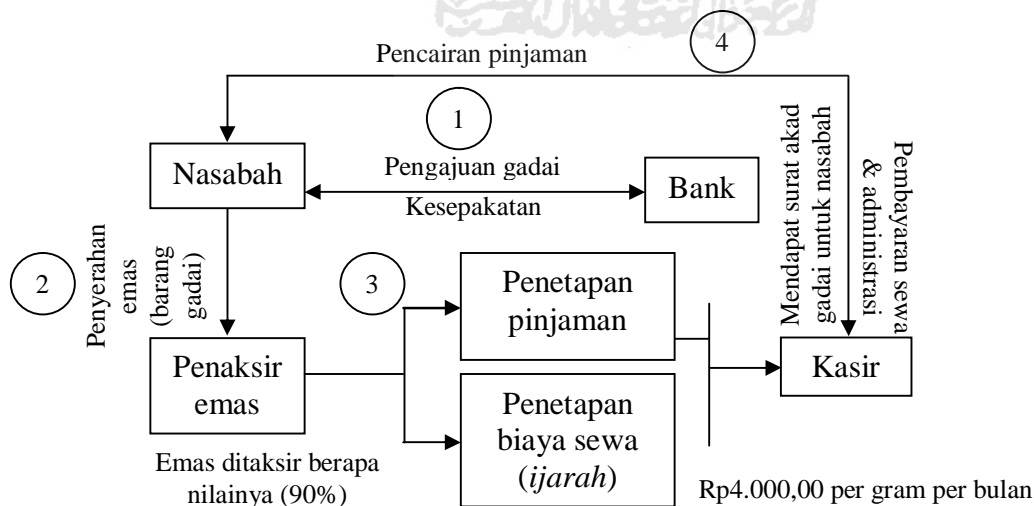 4
Pencairan pinjaman
1
Nasabah
Pengajuan gadai
Kesepakatan
Bank
Mendapat surat akad
gadai untuk nasabah
Pembayaran sewa
& administrasi
2
Penyerahan
emas
(barang
gadai)
3
Penetapan
pinjaman
Penaksir
emas
Kasir
Penetapan
biaya sewa
(ijarah)
Emas ditaksir berapa
nilainya (90%)
Rp4.000,00 per gram per bulan